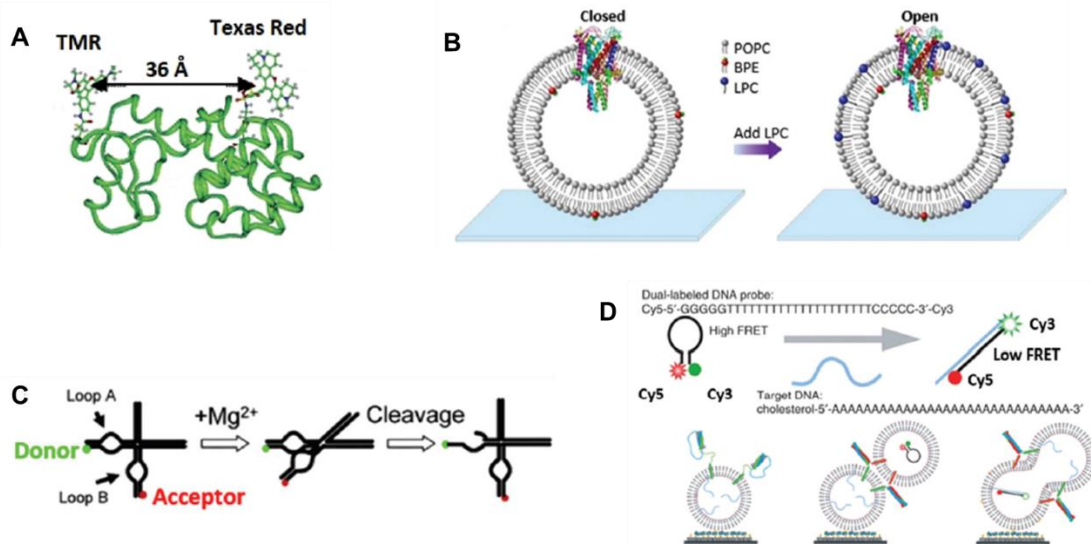 A
TMR
Texas Red
36 Å
B
Closed
Open
POPC
BPE
LPC
Add LPC
C
Loop A
+Mg²⁺
Cleavage
Donor
Loop B
Acceptor
D
Dual-labeled DNA probe:
Cy5-5′-GGGGGTTTTTTTTTTTTTTTTTTTTCCCCC-3′-Cy3
High FRET
Cy3
Low FRET
Cy5
Cy5
Cy3
Target DNA:
cholesterol-5′-AAAAAAAAAAAAAAAAAAAAAAAAAAAAAA-3′